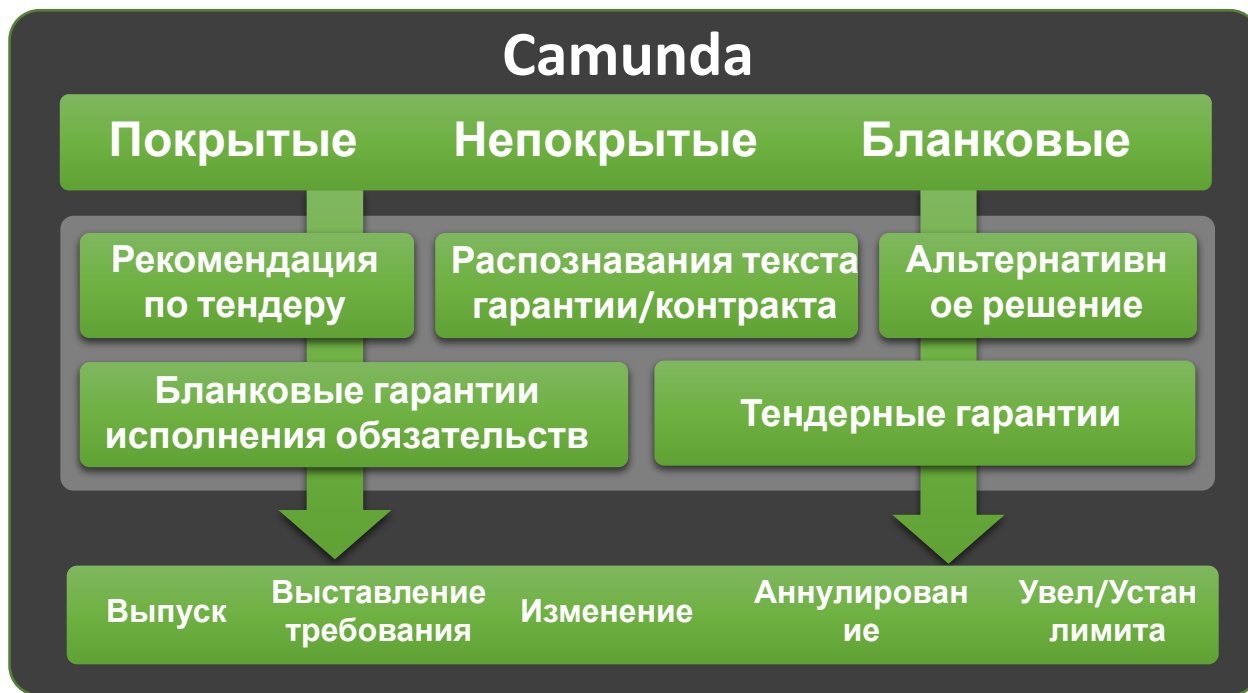 Camunda
Покрытые Непокрытые Бланковые
Рекомендация
по тендеру
Распознавания текста
гарантии/контракта
Альтернативн
ое решение
Бланковые гарантии
исполнения обязательств
Тендерные гарантии
Выпуск
Выставление
требования
Изменение
Аннулирован
ие
Увел/Устан
лимита